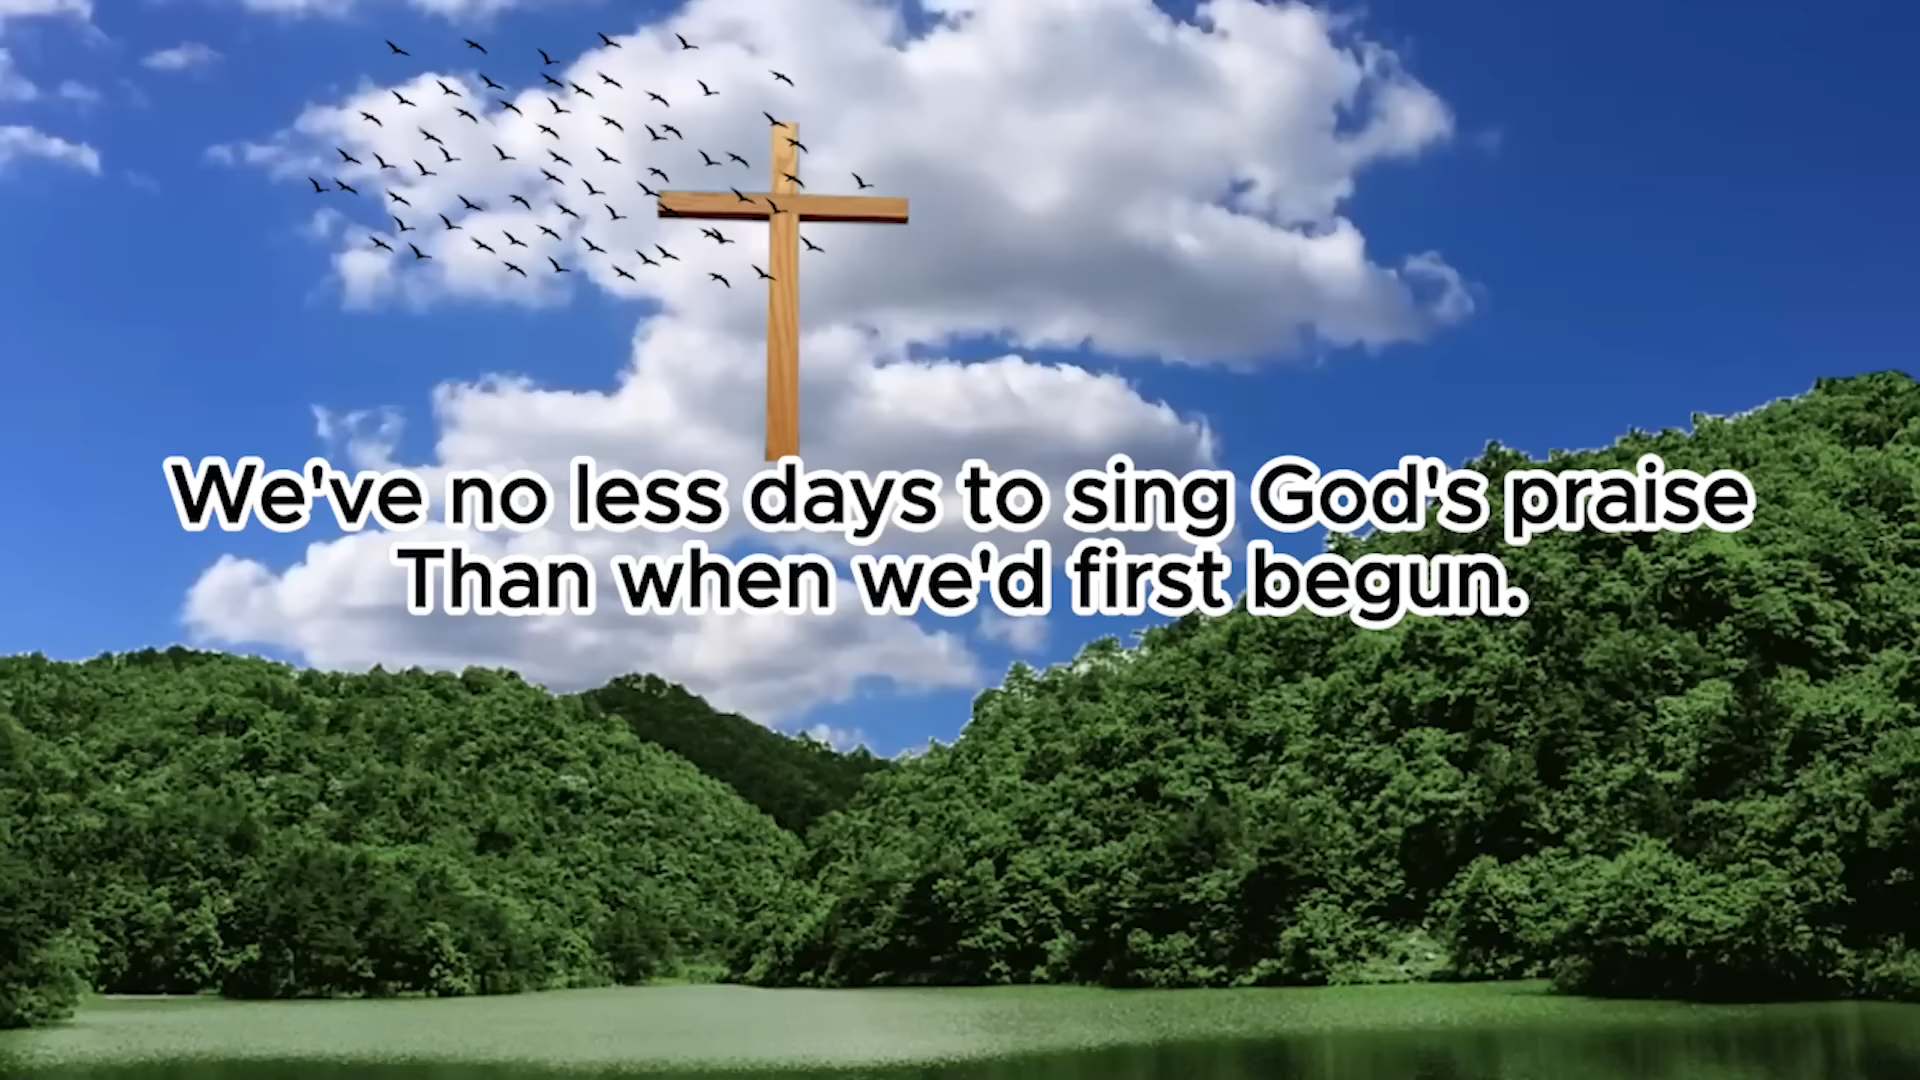 We've no less days to sing God's praise
Than when we'd first begun.